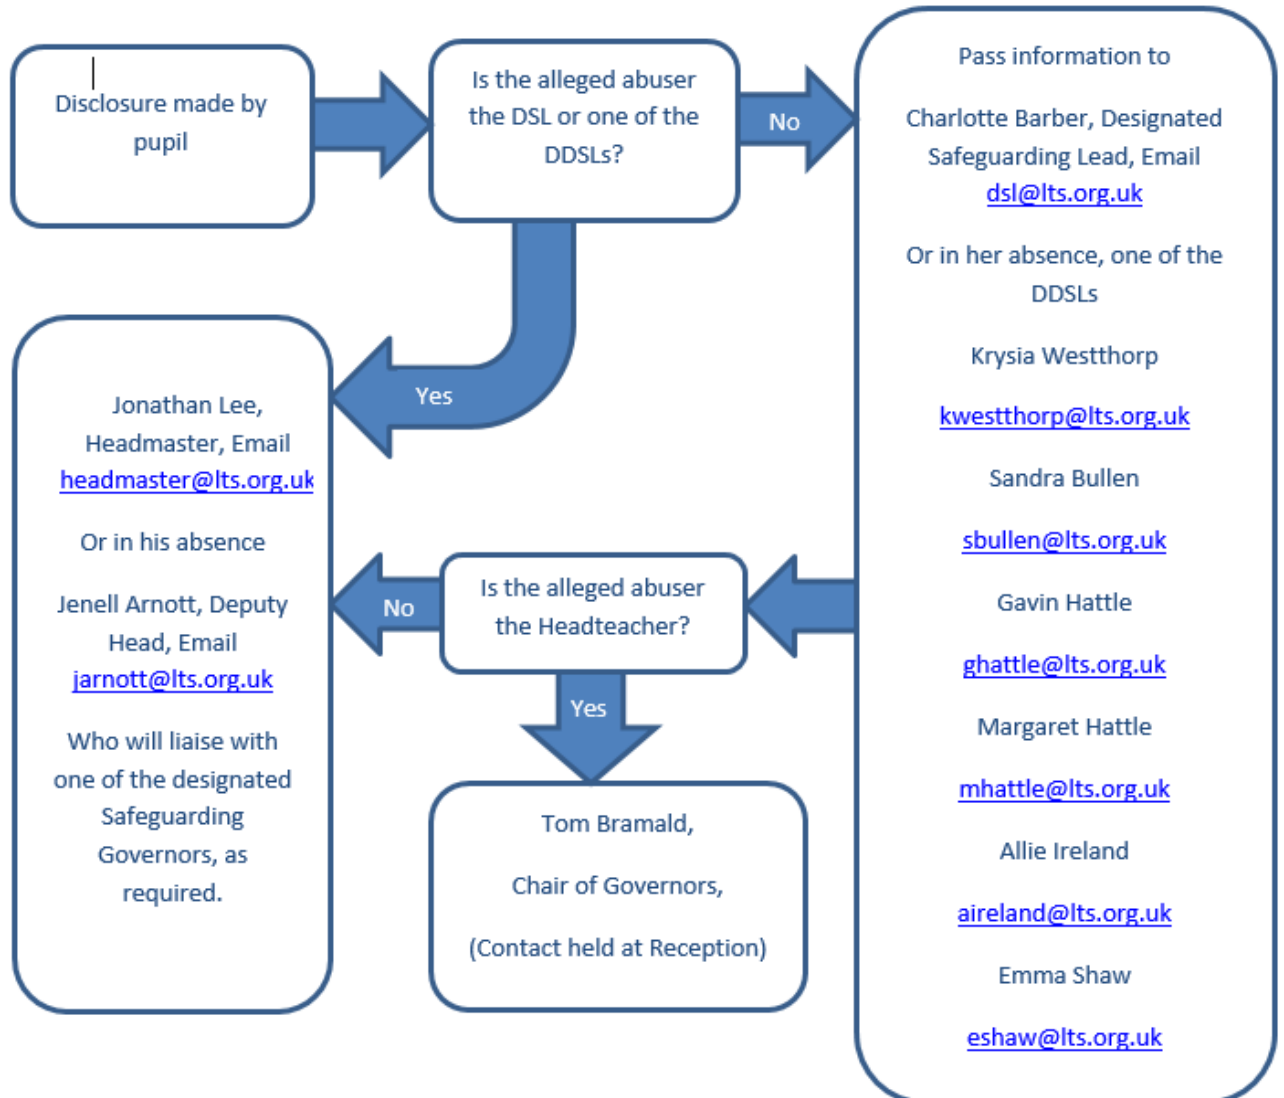 Disclosure made by
pupil
Is the alleged abuser
the DSL or one of the
DDSLs?
No
Pass information to
Charlotte Barber, Designated
Safeguarding Lead, Email
dsl@lts.org.uk
Or in her absence, one of the
DDSLs
Krysia Westthorp
kwestthorp@lts.org.uk
Sandra Bullen
sbullen@lts.org.uk
Gavin Hattle
ghattle@lts.org.uk
Margaret Hattle
mhattle@lts.org.uk
Allie Ireland
aireland@lts.org.uk
Emma Shaw
eshaw@lts.org.uk
Yes
Jonathan Lee,
Headmaster, Email
headmaster@lts.org.uk
Or in his absence
Jenell Arnott, Deputy
Head, Email
jarnott@lts.org.uk
Who will liaise with
one of the designated
Safeguarding
Governors, as
required.
No
Is the alleged abuser
the Headteacher?
Yes
Tom Bramald,
Chair of Governors,
(Contact held at Reception)